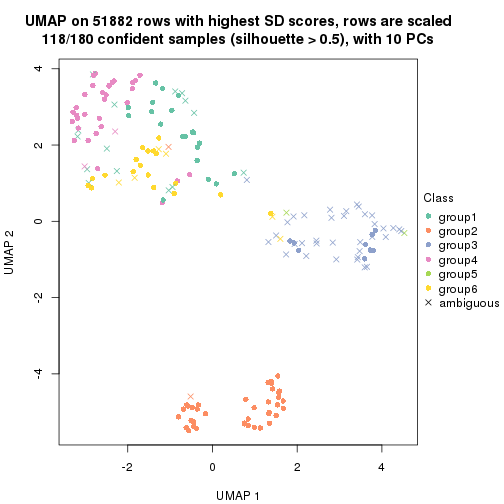 UMAP on 51882 rows with highest SD scores, rows are scaled
118/180 confident samples (silhouette > 0.5), with 10 PCs
4
2
0
-2
-4
UMAP 2
-2
0
2
4
UMAP 1
Class
group1
group2
group3
group4
group5
group6
ambiguous